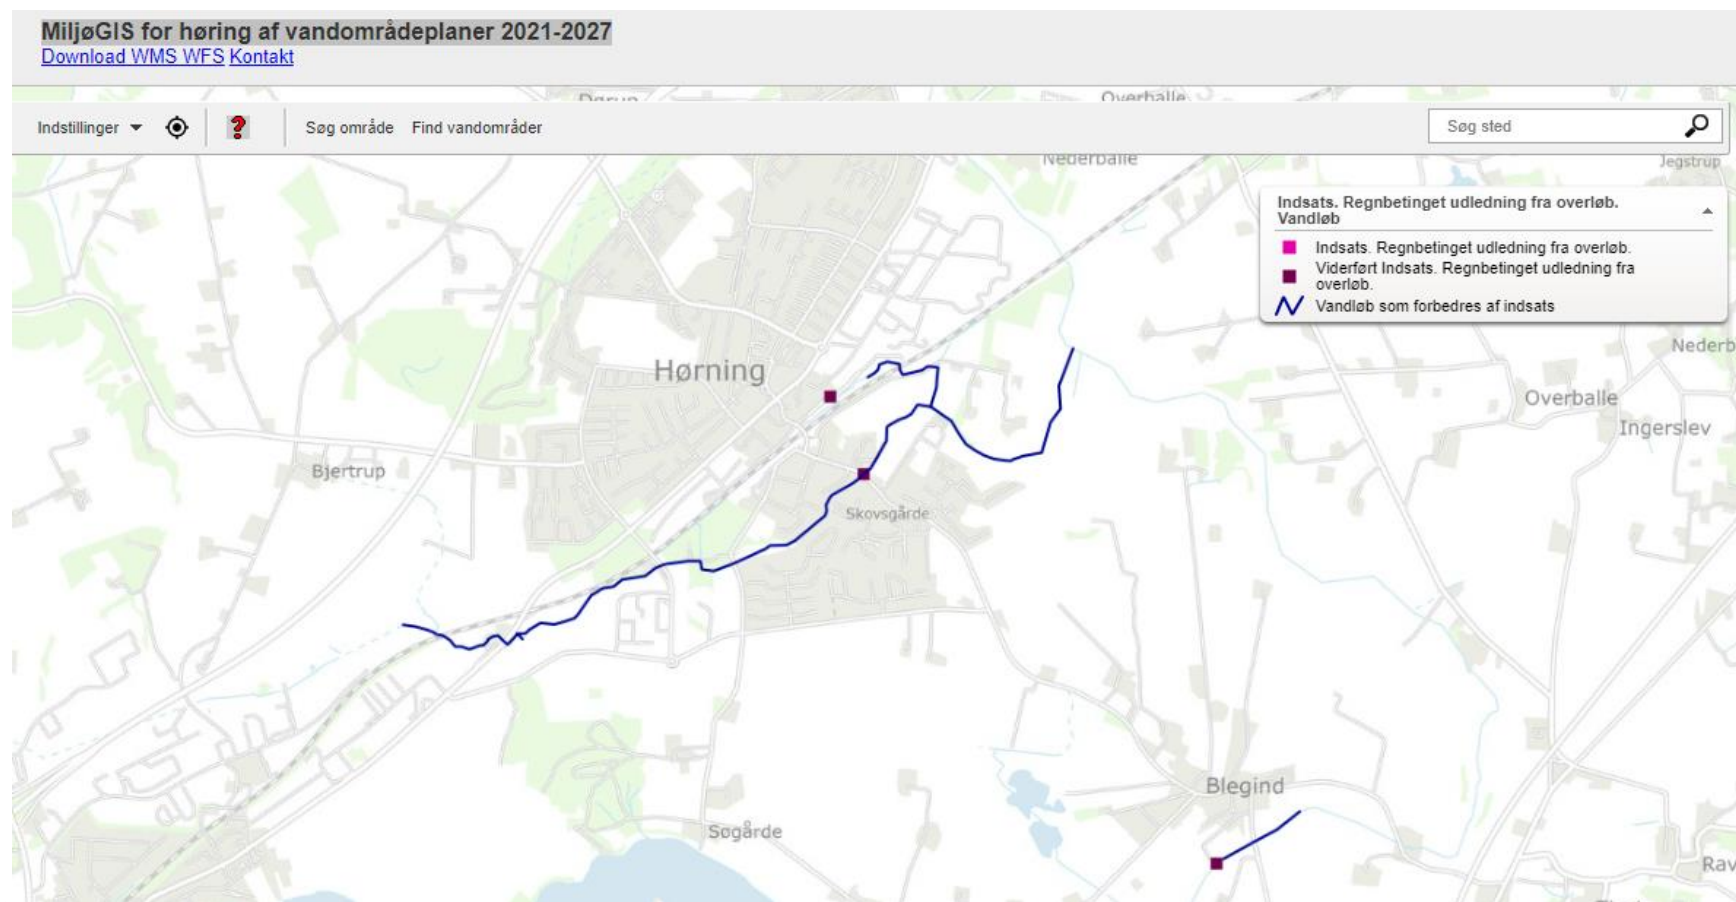 MiljøGIS for høring af vandområdeplaner 2021-2027
Download WMS WFS Kontakt
Overballe
Indstillinger
?
Søg område
Find vandområder
Søg sted
Nederballe
Jegstrup
Indsats. Regnbetinget udledning fra overløb.
Vandløb
Indsats. Regnbetinget udledning fra overløb.
Viderført Indsats. Regnbetinget udledning fra
overløb.
Vandløb som forbedres af indsats
Nederb
Hørning
Overballe
Ingerslev
Bjertrup
Skovsgårde
Blegind
Søgårde
Rav